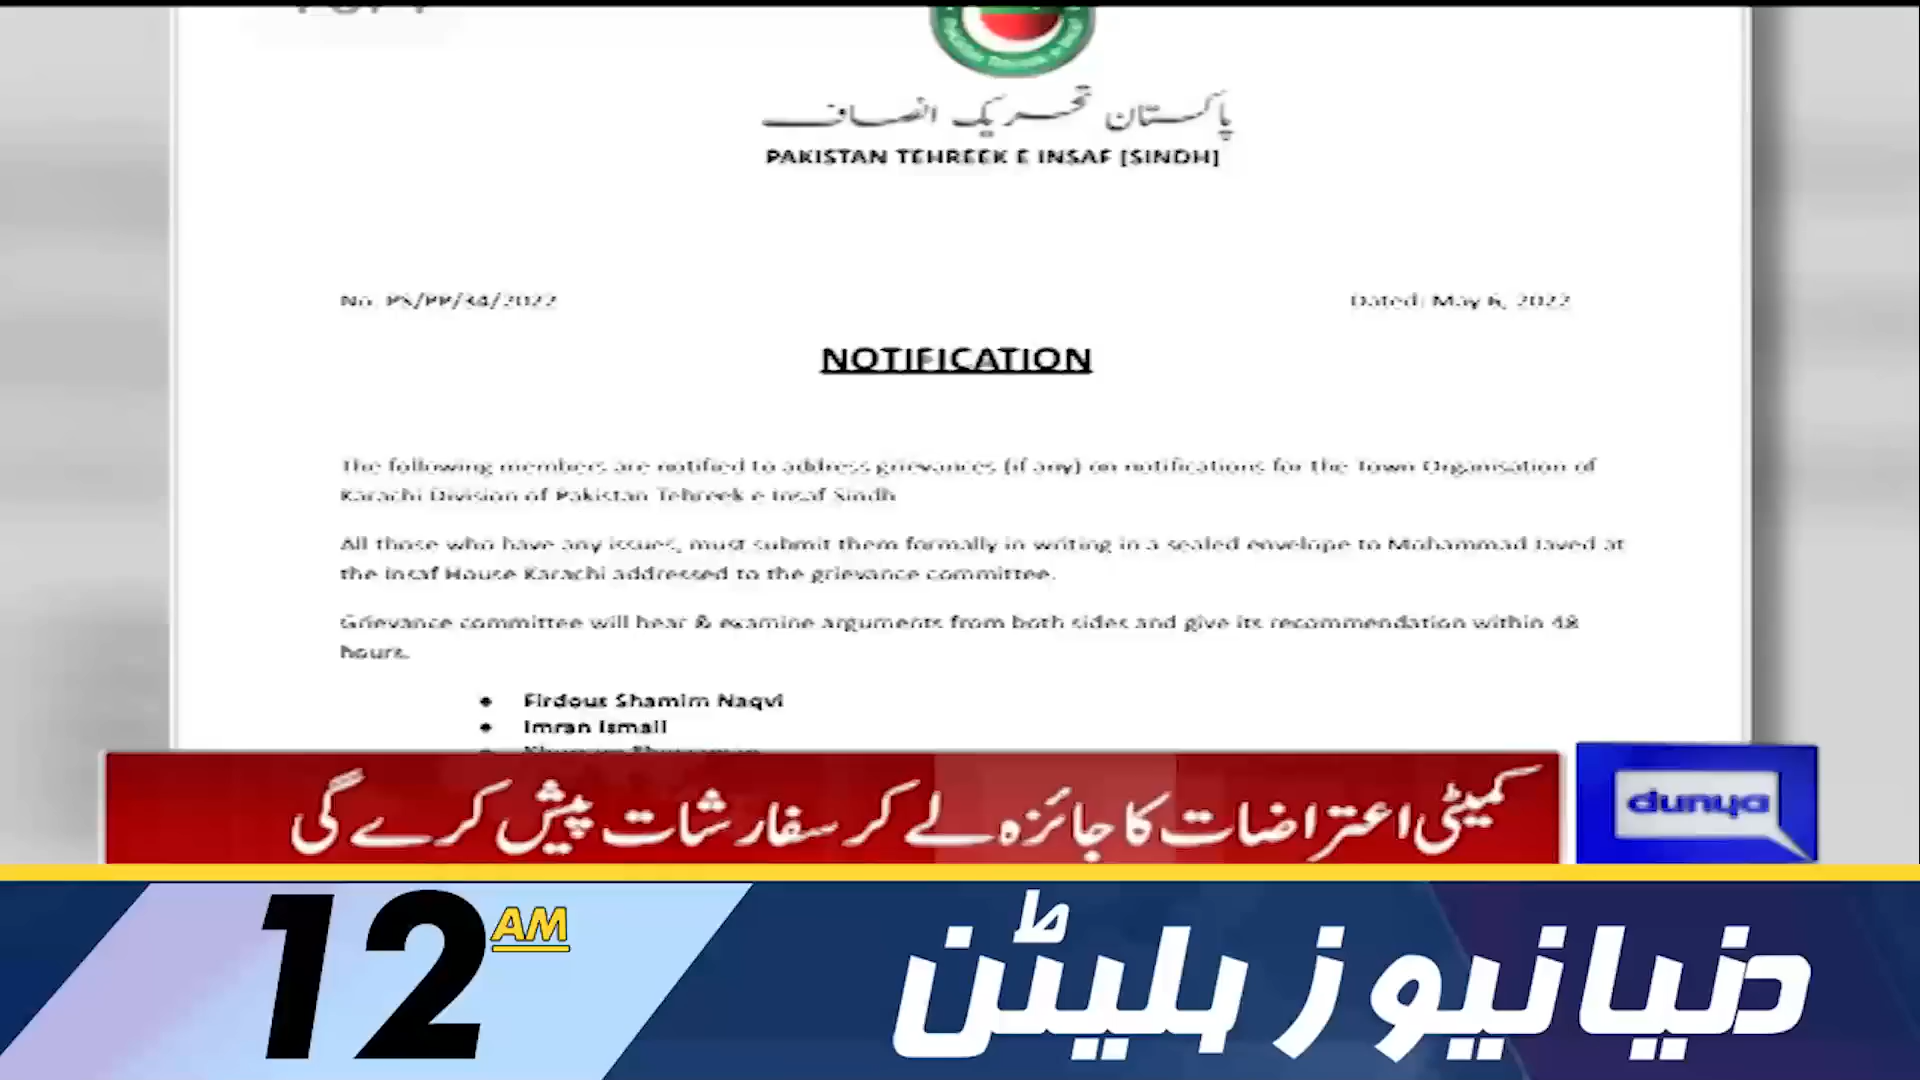 پاکستان تحریک انصاف
PAKISTAN TEHREEK E INSAF [SINDH]
No. PS/PP/34/2022
Dated: May 6, 2022
NOTIFICATION
The following members are notified to address grievances (if any) on notifications for the Town Organisation of
Karachi Division of Pakistan Tehreek e Insaf Sindh
All those who have any issues, must submit them formally in writing in a sealed envelope to Mohammad Javed at
the Insaf House Karachi addressed to the grievance committee.
Grievance committee will hear & examine arguments from both sides and give its recommendation within 48
hours.
• Firdous Shamim Naqvi
• Imran Ismail
کمیٹی اعتراضات کا جائزہ لے کر سفارشات پیش کرے گی
dunya
12 AM
دنیا نیوز بلیٹن